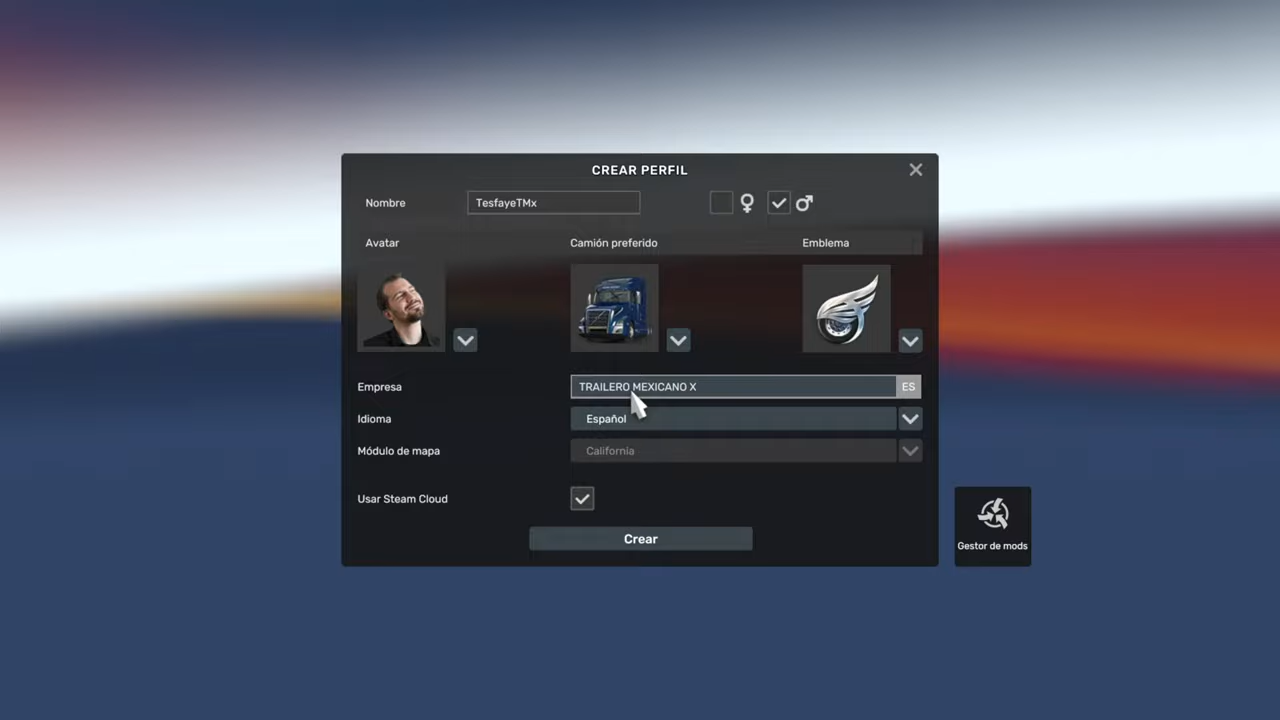 CREAR PERFIL
Nombre
TesfayeTMx
Avatar
Camión preferido
Emblema
Empresa
TRAILERO MEXICANO X
ES
Idioma
Español
Módulo de mapa
California
Usar Steam Cloud
Crear
Gestor de mods